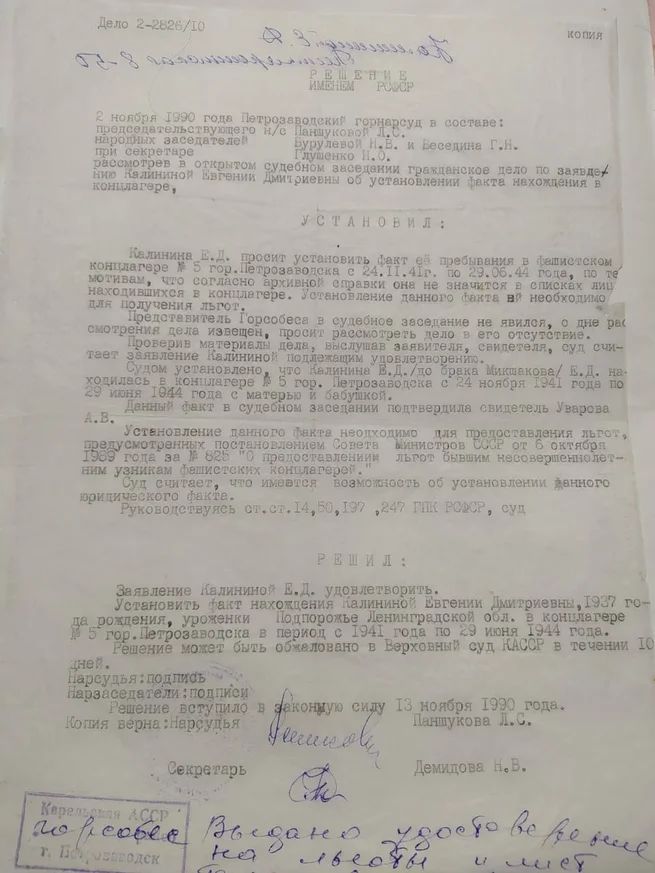 Дело 2-2826/10
КОПИЯ
Калинина Е.Д
8-50
РЕШЕНИЕ
ИМЕНЕМ РСФСР
2 ноября 1990 года Петрозаводский горнарсуд в составе:
председательствующего н/с Паншуковой Л.С.
народных заседателей Бурулевой Н.В. и Беседина Г.Н.
при секретаре Глушенко Н.О.
рассмотрев в открытом судебном заседании гражданское дело по заявле
нию Калининой Евгении Дмитриевны об установлении факта нахождения в
концлагере,
УСТАНОВИЛ:
Калинина Е.Д. просит установить факт её пребывания в фашистском
концлагере № 5 гор.Петрозаводска с 24.II.41г. по 29.06.44 года, по те
мотивам, что согласно архивной справки она не значится в списках лиц
находившихся в концлагере. Установление данного факта ей необходимо
для получения льгот.
Представитель Горсобеса в судебное заседание не явился, о дне рас
смотрения дела извещен, просит рассмотреть дело в его отсутствие.
Проверив материалы дела, выслушав заявителя, свидетеля, суд счи-
тает заявление Калининой подлежащим удовлетворению.
Судом установлено, что Калинина Е.Д./до брака Микшакова/ Е.Д. на-
ходилась в концлагере № 5 гор. Петрозаводска с 24 ноября 1941 года по
29 июня 1944 года с матерью и бабушкой.
Данный факт в судебном заседании подтвердила свидетель Уварова
А.В.
Установление данного факта необходимо для предоставления льгот,
предусмотренных постановлением Совета Министров СССР от 6 октября
1989 года за № 825 "О предоставлениии льгот бывшим несовершеннолет-
ним узникам фашистских концлагерей."
Суд считает, что имеется возможность об установлении данного
юридического факта.
Руководствуясь ст.ст.14,50,197 ,247 ГПК РСФСР, суд
РЕШИЛ:
Заявление Калининой Е.Д. удовлетворить.
Установить факт нахождения Калининой Евгении Дмитриевны,1937 го-
да рождения, уроженки Подпорожье Ленинградской обл. в концлагере
№ 5 гор.Петрозаводска в период с 1941 года по 29 июня 1944 года.
Решение может быть обжаловано в Верховный суд КАССР в течении 10
дней.
Нарсудья:подпись
Нарзаседатели:подписи
Решение вступило в законную силу 13 ноября 1990 года.
Копия верна:Нарсудья Паншукова Л.С.
Секретарь Демидова Н.В.
Карельская АССР
горсобес Выдано удостоверение
г. Петрозаводск
на льготы и лист